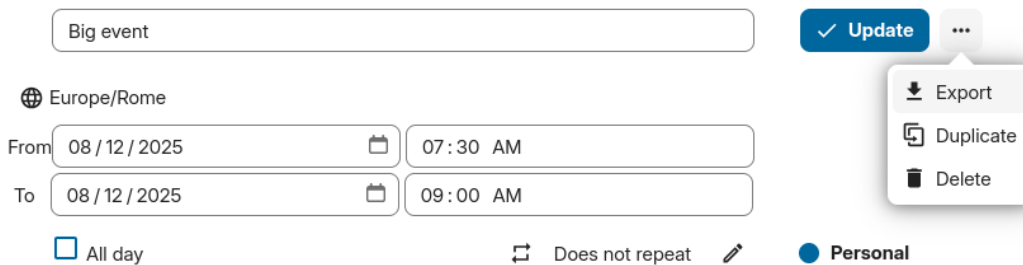 Big event
Update
Europe/Rome
Export
Duplicate
Delete
From 08/12/2025 07:30 AM
To 08/12/2025 09:00 AM
All day
Does not repeat
Personal